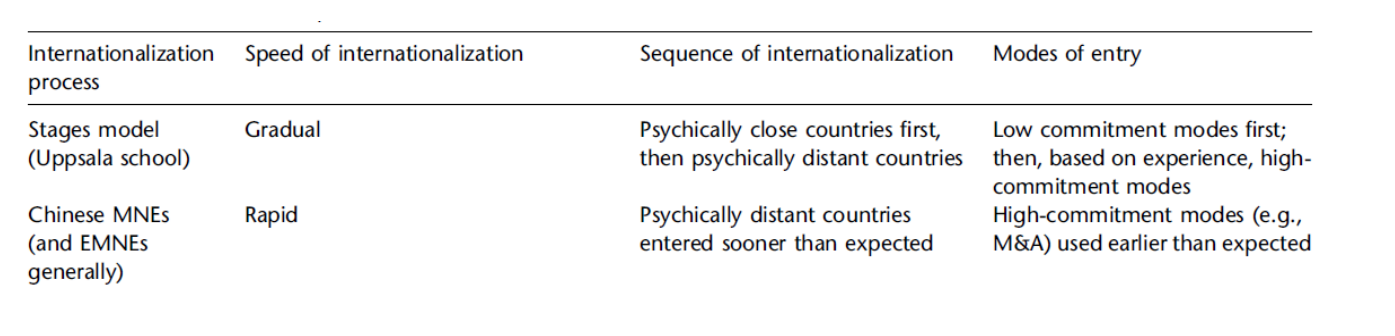 Internationalization process	Speed of internationalization	Sequence of internationalization	Modes of entry
Stages model (Uppsala school)	Gradual	Psychically close countries first, then psychically distant countries	Low commitment modes first; then, based on experience, high-commitment modes
Chinese MNEs (and EMNEs generally)	Rapid	Psychically distant countries entered sooner than expected	High-commitment modes (e.g., M&A) used earlier than expected